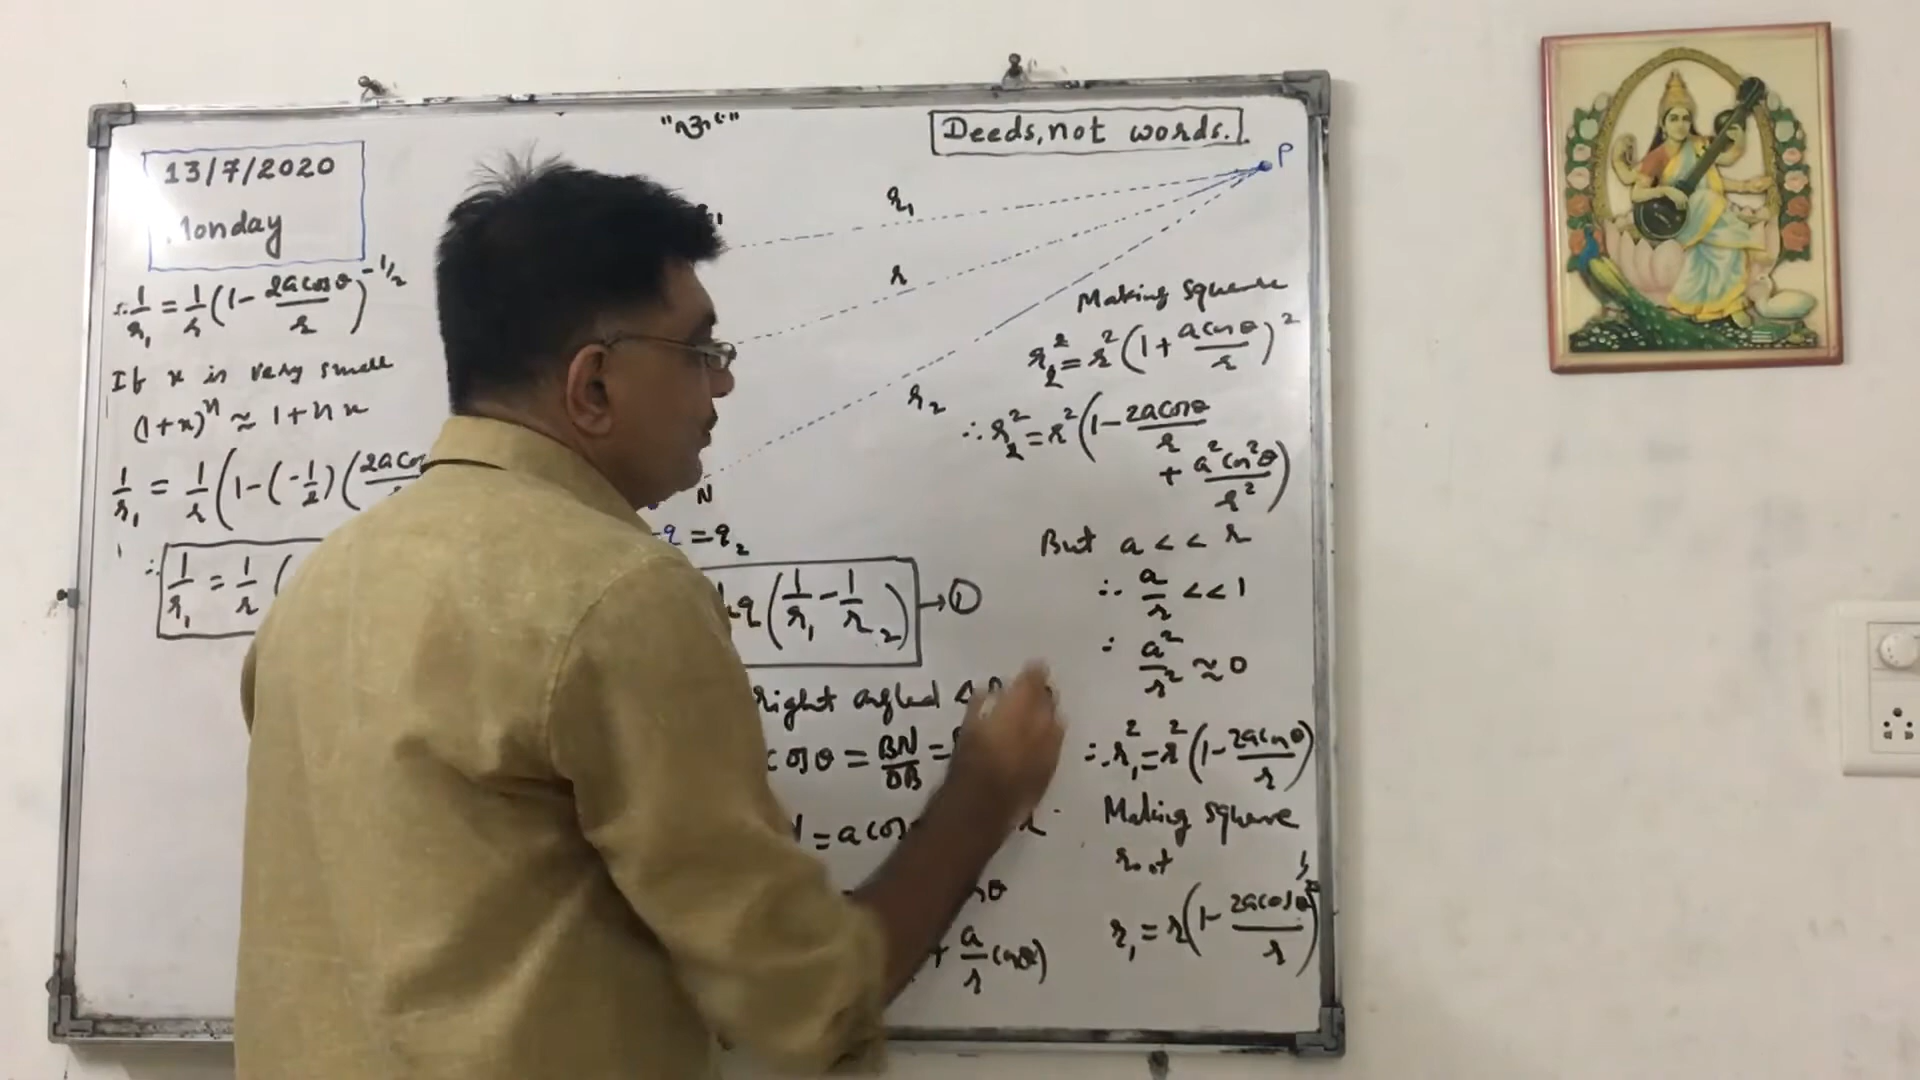 Deeds, not words.
13/7/2020
Monday
P
r₁
r
r₂
N
∴ 1/r₁ = 1/r (1 - 2acosθ/r)^-1/2
If x is very small
(1+x)ⁿ ≈ 1+nx
1/r₁ = 1/r (1-(-1/2)(2aco
∴ 1/r₁ = 1/r (
-q = q₂
q (1/r₁ - 1/r₂) → ①
right angled Δ
cosθ = BN/OB =
= a cos
+ a/r cosθ)
Making square
r₂² = r² (1 + acosθ/r)²
∴ r₂² = r² (1 - 2acosθ/r
+ a²cos²θ/r²)
But a << r
∴ a/r << 1
∴ a²/r² ≈ 0
∴ r₁² = r² (1 - 2acosθ/r)
Making square
root
r₁ = r (1 - 2acosθ/r)